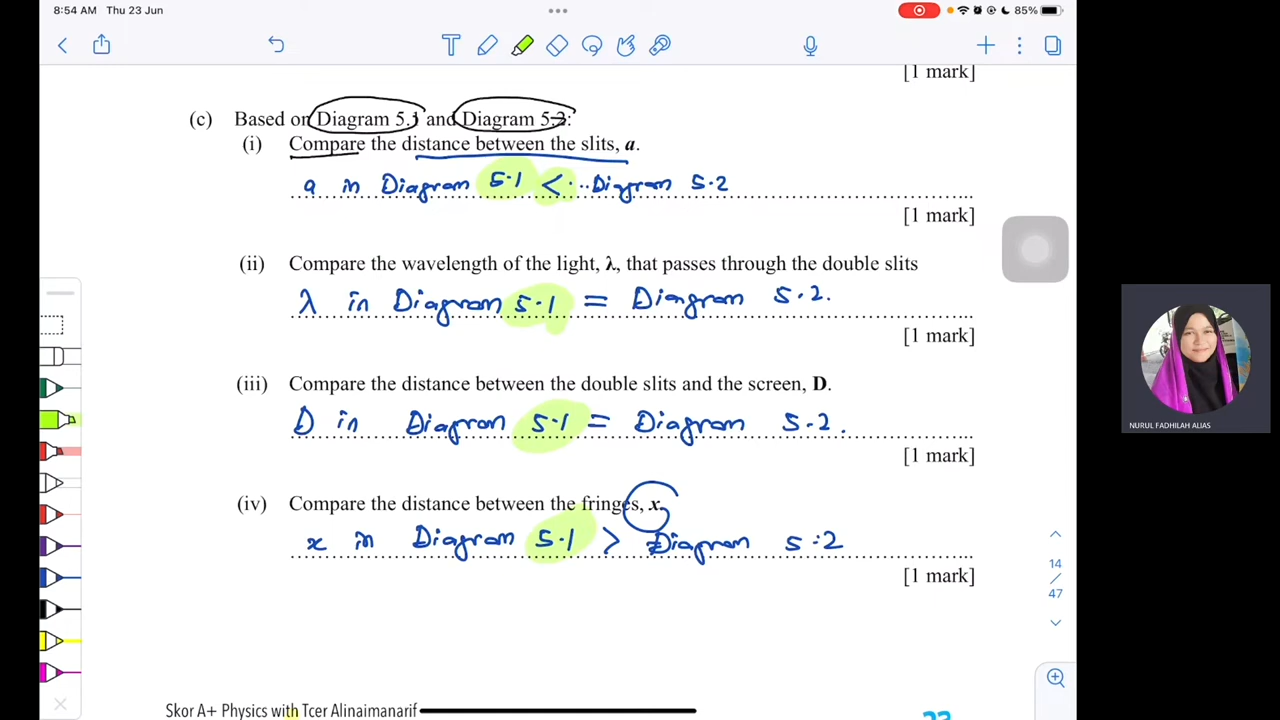 8:54 AM Thu 23 Jun
85%
[1 mark]
(c) Based on Diagram 5.1 and Diagram 5.3:
(i) Compare the distance between the slits, a.
a in Diagram 5.1 < Diagram 5.2
[1 mark]
(ii) Compare the wavelength of the light, λ, that passes through the double slits
λ in Diagram 5.1 = Diagram 5.2.
[1 mark]
(iii) Compare the distance between the double slits and the screen, D.
D in Diagram 5.1 = Diagram 5.2.
[1 mark]
(iv) Compare the distance between the fringes, x.
x in Diagram 5.1 > Diagram 5.2
[1 mark]
14
/
47
Skor A+ Physics with Tcer Alinaimanarif
NURUL FADHILAH ALIAS